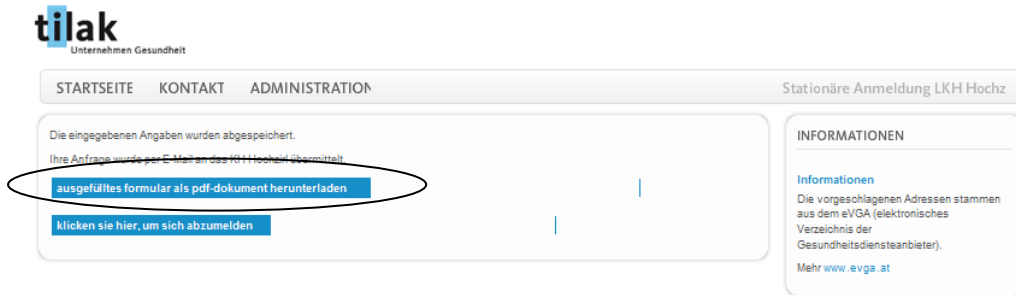 tilak
Unternehmen Gesundheit
STARTSEITE KONTAKT ADMINISTRATION
Stationäre Anmeldung LKH Hochz
Die eingegebenen Angaben wurden abgespeichert.
Ihre Anfrage wurde per E-Mail an das KH Hochzirl übermittelt
ausgefülltes formular als pdf-dokument herunterladen
klicken sie hier, um sich abzumelden
INFORMATIONEN
Informationen
Die vorgeschlagenen Adressen stammen
aus dem eVGA (elektronisches
Verzeichnis der
Gesundheitsdiensteanbieter).
Mehr www.evga.at